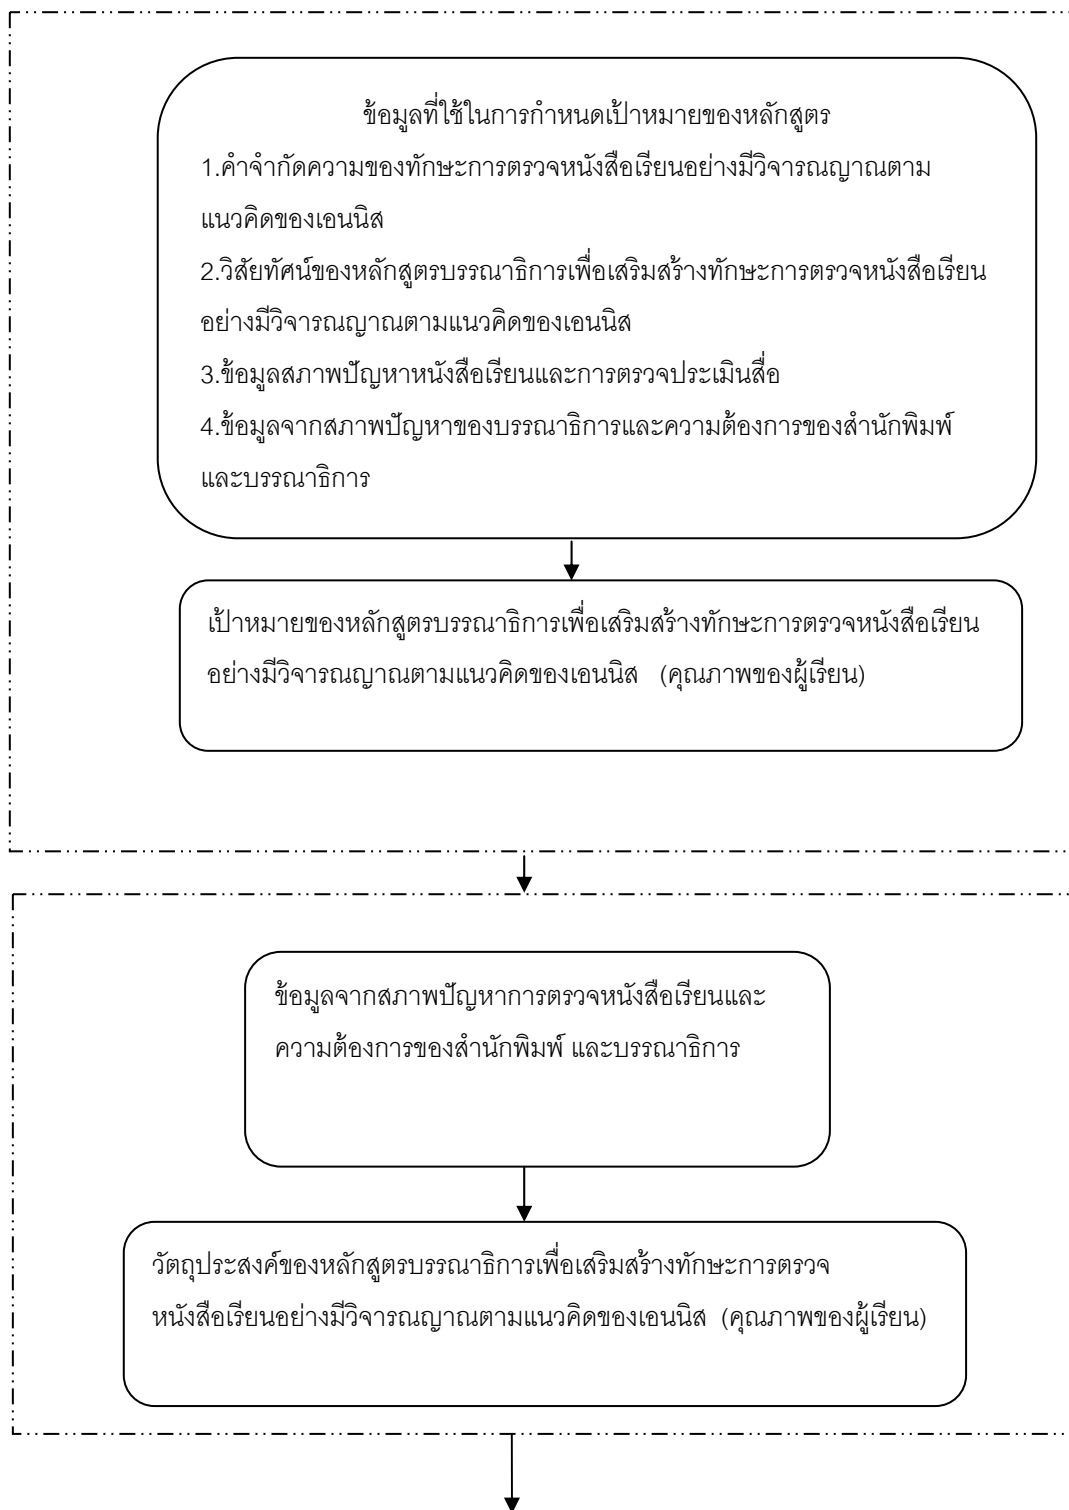 ข้อมูลที่ใช้ในการกำหนดเป้าหมายของหลักสูตร
1.คำจำกัดความของทักษะการตรวจหนังสือเรียนอย่างมีวิจารณญาณตาม
แนวคิดของเอนนิส
2.วิสัยทัศน์ของหลักสูตรบรรณาธิการเพื่อเสริมสร้างทักษะการตรวจหนังสือเรียน
อย่างมีวิจารณญาณตามแนวคิดของเอนนิส
3.ข้อมูลสภาพปัญหาหนังสือเรียนและการตรวจประเมินสื่อ
4.ข้อมูลจากสภาพปัญหาของบรรณาธิการและความต้องการของสำนักพิมพ์
และบรรณาธิการ
เป้าหมายของหลักสูตรบรรณาธิการเพื่อเสริมสร้างทักษะการตรวจหนังสือเรียน
อย่างมีวิจารณญาณตามแนวคิดของเอนนิส (คุณภาพของผู้เรียน)
ข้อมูลจากสภาพปัญหาการตรวจหนังสือเรียนและ
ความต้องการของสำนักพิมพ์ และบรรณาธิการ
วัตถุประสงค์ของหลักสูตรบรรณาธิการเพื่อเสริมสร้างทักษะการตรวจ
หนังสือเรียนอย่างมีวิจารณญาณตามแนวคิดของเอนนิส (คุณภาพของผู้เรียน)